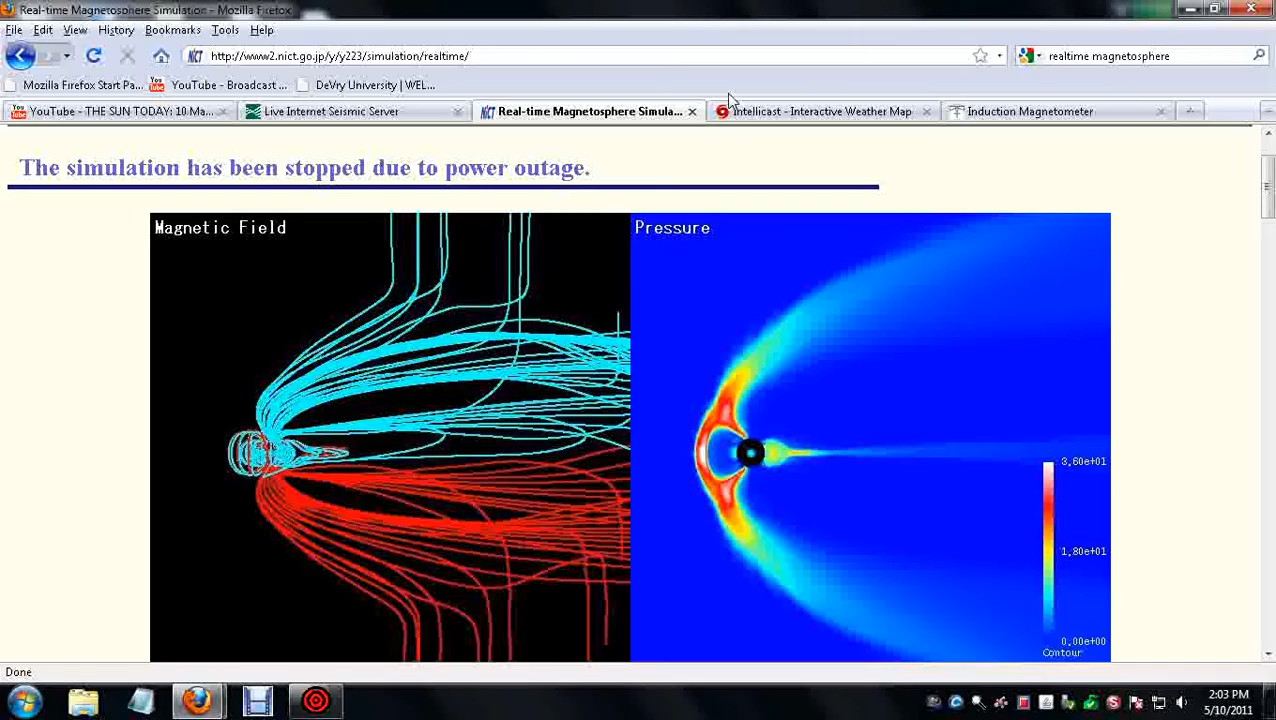 Real-time Magnetosphere Simulation - Mozilla Firefox
File Edit View History Bookmarks Tools Help
NICT http://www2.nict.go.jp/y/y223/simulation/realtime/ realtime magnetosphere
Mozilla Firefox Start Pa... YouTube - Broadcast ... DeVry University | WEL...
YouTube - THE SUN TODAY: 10 Ma... Live Internet Seismic Server NICT Real-time Magnetosphere Simula... Intellicast - Interactive Weather Map Induction Magnetometer
The simulation has been stopped due to power outage.
Magnetic Field Pressure
3.60e+01
1.80e+01
0.00e+00
Contour
Done
2:03 PM
5/10/2011